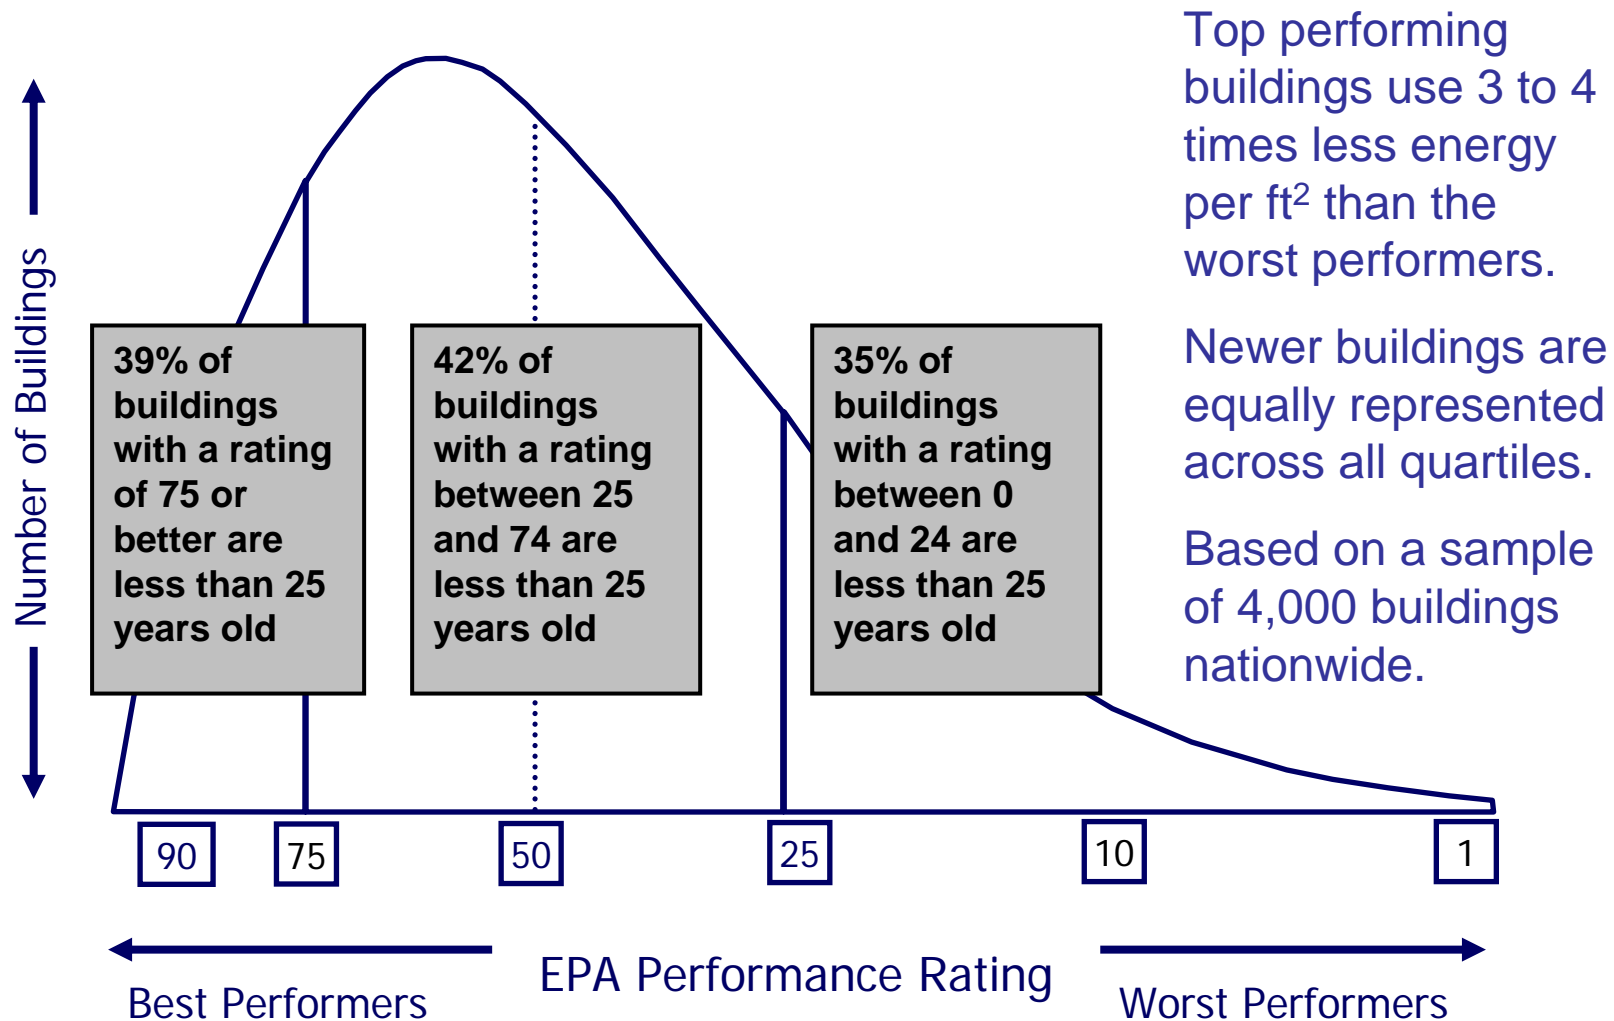 Top performing
buildings use 3 to 4
times less energy
per ft² than the
worst performers.
Newer buildings are
equally represented
across all quartiles.
Based on a sample
of 4,000 buildings
nationwide.
Number of Buildings
39% of
buildings
with a rating
of 75 or
better are
less than 25
years old
42% of
buildings
with a rating
between 25
and 74 are
less than 25
years old
35% of
buildings
with a rating
between 0
and 24 are
less than 25
years old
90 75 50 25 10 1
EPA Performance Rating
Best Performers Worst Performers